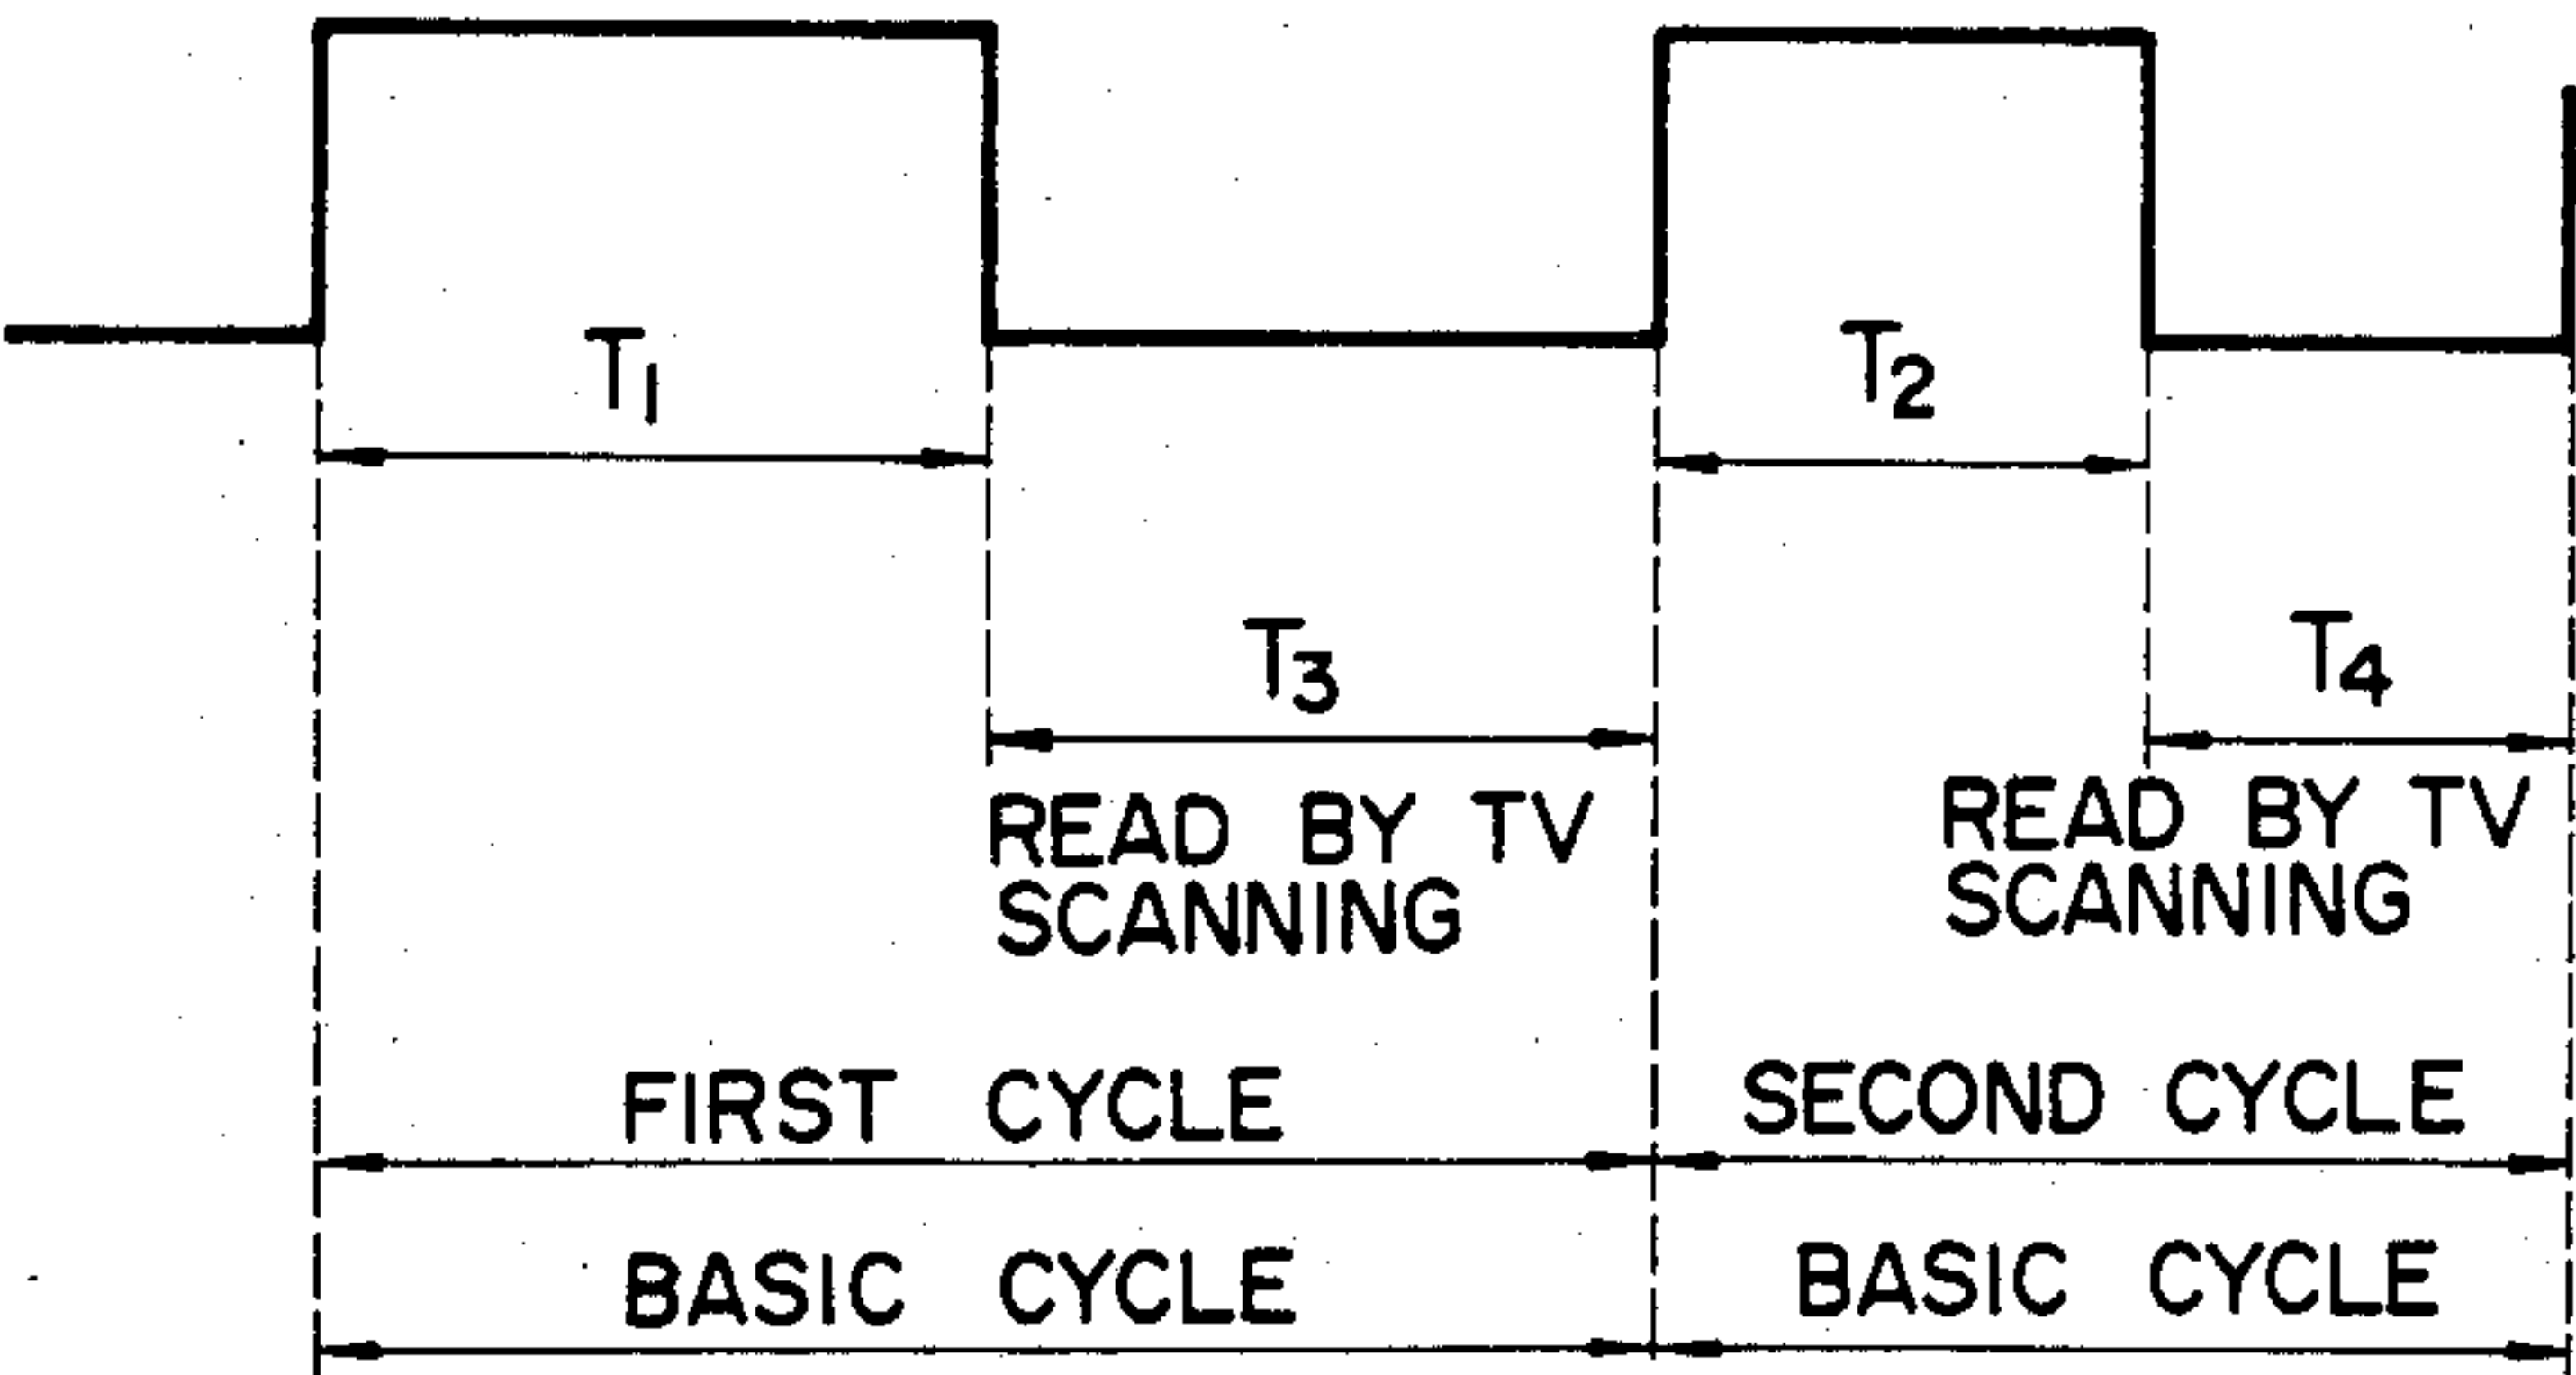 T1
T2
T3
T4
READ BY TV
SCANNING
READ BY TV
SCANNING
FIRST CYCLE
SECOND CYCLE
BASIC CYCLE
BASIC CYCLE